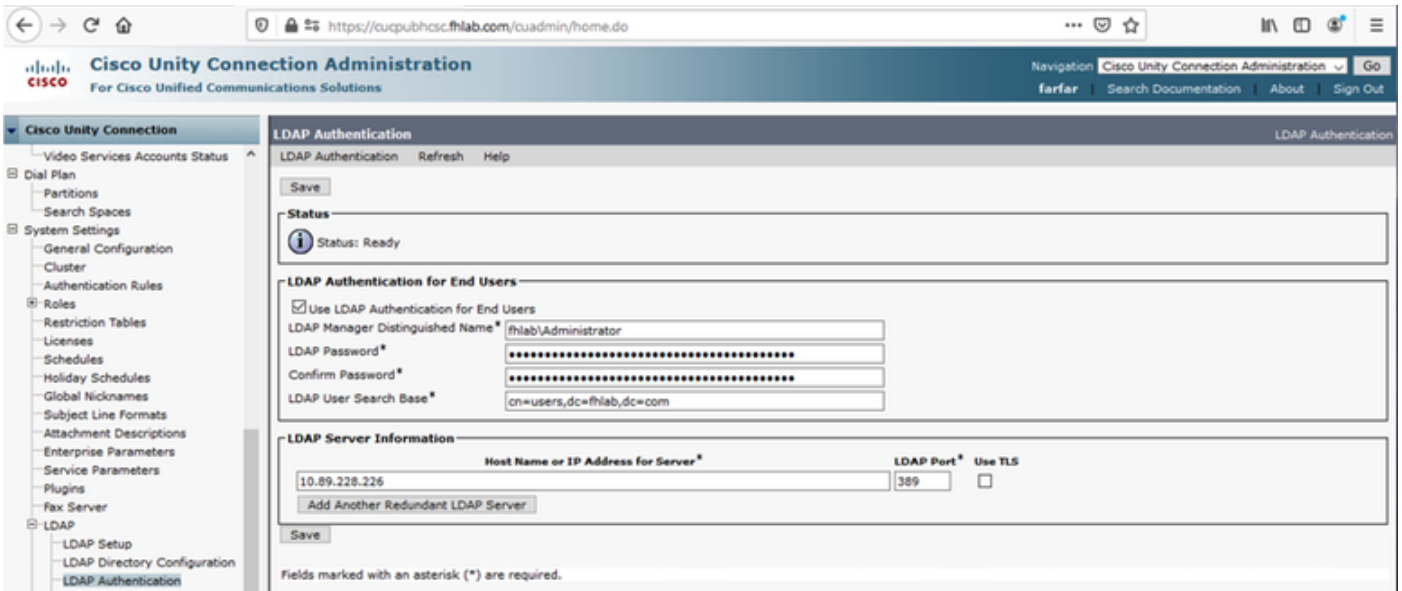 https://cucpubhcsc.fhlab.com/cuadmin/home.do
Cisco Unity Connection Administration
For Cisco Unified Communications Solutions
CISCO
Navigation Cisco Unity Connection Administration Go
farfar | Search Documentation | About | Sign Out
Cisco Unity Connection
Video Services Accounts Status
Dial Plan
Partitions
Search Spaces
System Settings
General Configuration
Cluster
Authentication Rules
Roles
Restriction Tables
Licenses
Schedules
Holiday Schedules
Global Nicknames
Subject Line Formats
Attachment Descriptions
Enterprise Parameters
Service Parameters
Plugins
Fax Server
LDAP
LDAP Setup
LDAP Directory Configuration
LDAP Authentication
LDAP Authentication
LDAP Authentication
LDAP Authentication Refresh Help
Save
Status
Status: Ready
LDAP Authentication for End Users
Use LDAP Authentication for End Users
LDAP Manager Distinguished Name* fhlab\Administrator
LDAP Password*
Confirm Password*
LDAP User Search Base* cn=users,dc=fhlab,dc=com
LDAP Server Information
Host Name or IP Address for Server* LDAP Port* Use TLS
10.89.228.226 389
Add Another Redundant LDAP Server
Save
Fields marked with an asterisk (*) are required.